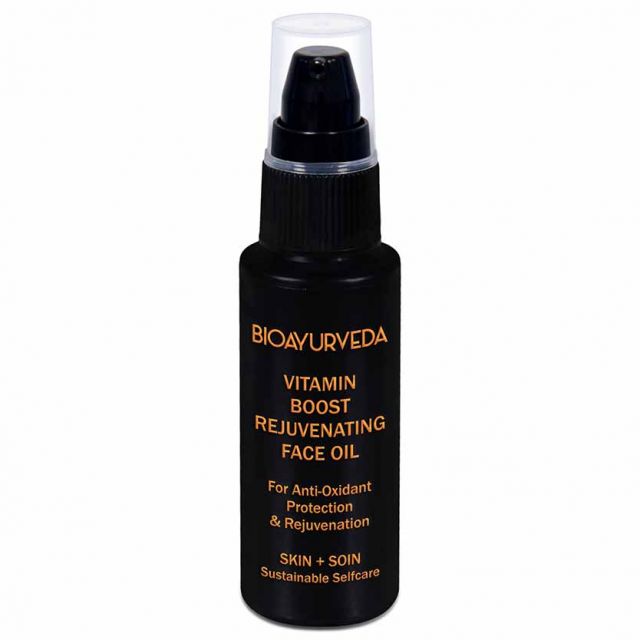 BIOAYURVEDA
VITAMIN
BOOST
REJUVENATING
FACE OIL
For Anti-Oxidant
Protection
& Rejuvenation
SKIN + SOIN
Sustainable Selfcare